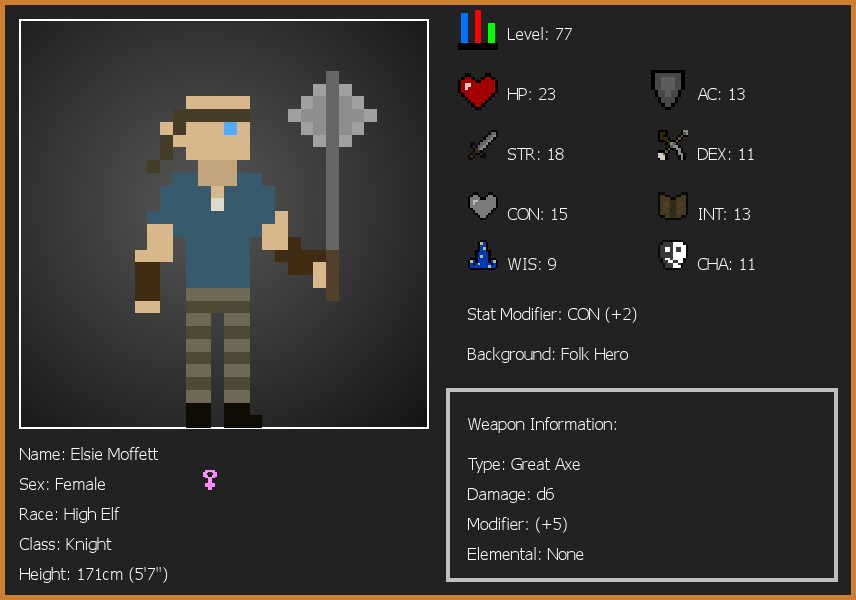 Level: 77
HP: 23
AC: 13
STR: 18
DEX: 11
CON: 15
INT: 13
WIS: 9
CHA: 11
Stat Modifier: CON (+2)
Background: Folk Hero
Weapon Information:
Type: Great Axe
Damage: d6
Modifier: (+5)
Elemental: None
Name: Elsie Moffett
Sex: Female
Race: High Elf
Class: Knight
Height: 171cm (5'7")